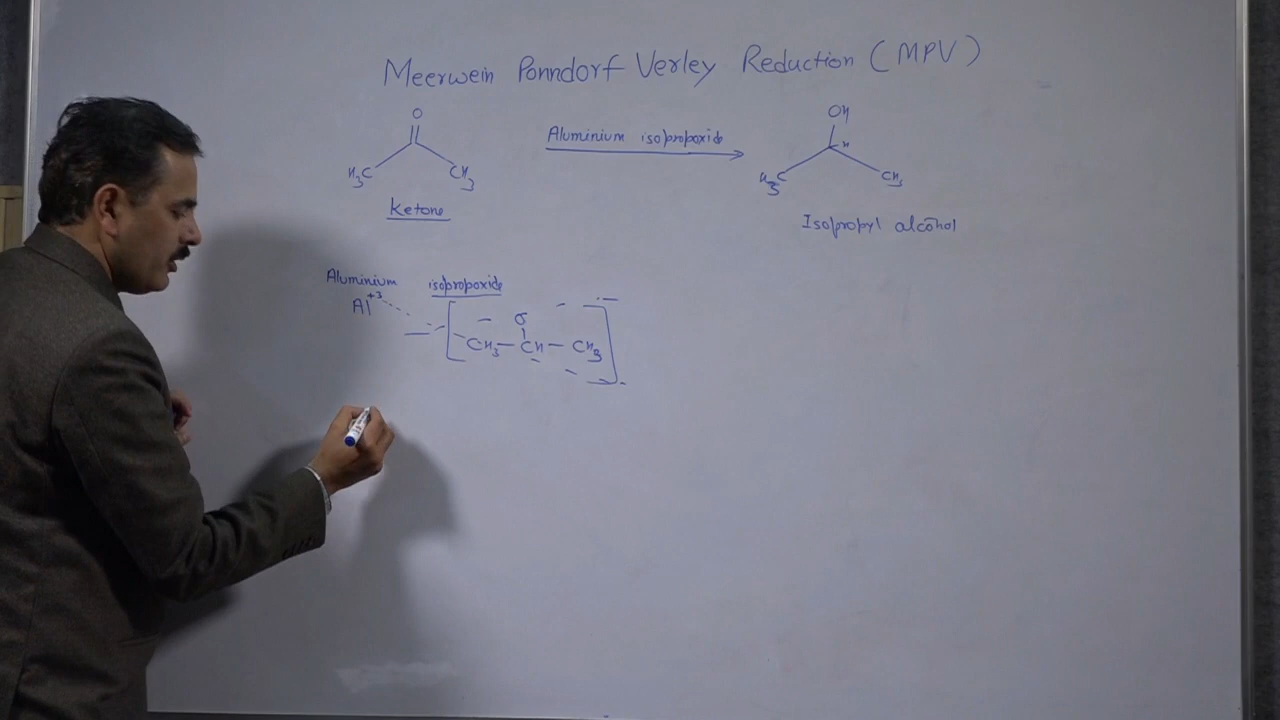 Meerwein Ponndorf Verley Reduction (MPV)
O
H3C CH3
Ketone
Aluminium isopropoxide
OH
H
H3C CH3
Isopropyl alcohol
Aluminium isopropoxide
Al+3
O-
CH3-CH-CH3